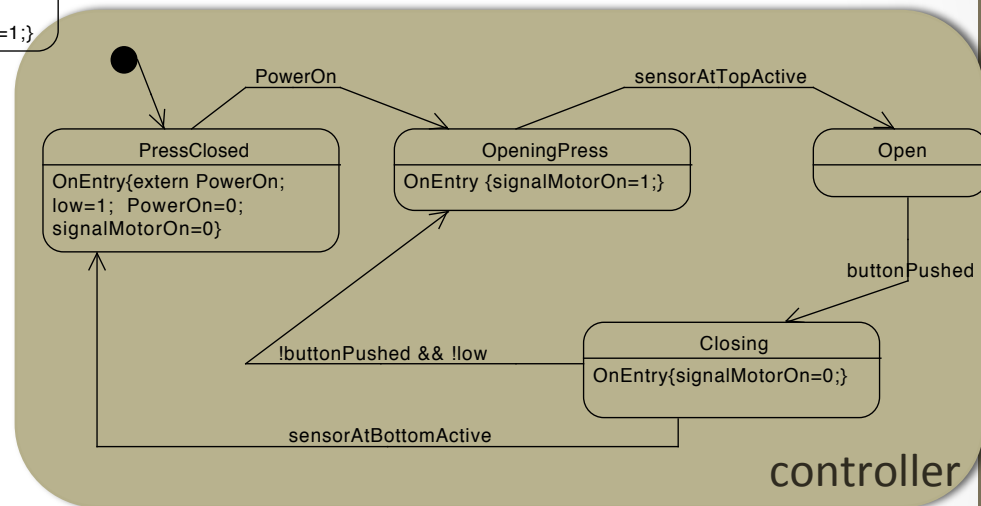 =1;}
PowerOn
sensorAtTopActive
PressClosed
OnEntry{extern PowerOn;
low=1; PowerOn=0;
signalMotorOn=0}
OpeningPress
OnEntry {signalMotorOn=1;}
Open
buttonPushed
Closing
OnEntry{signalMotorOn=0;}
!buttonPushed && !low
sensorAtBottomActive
controller